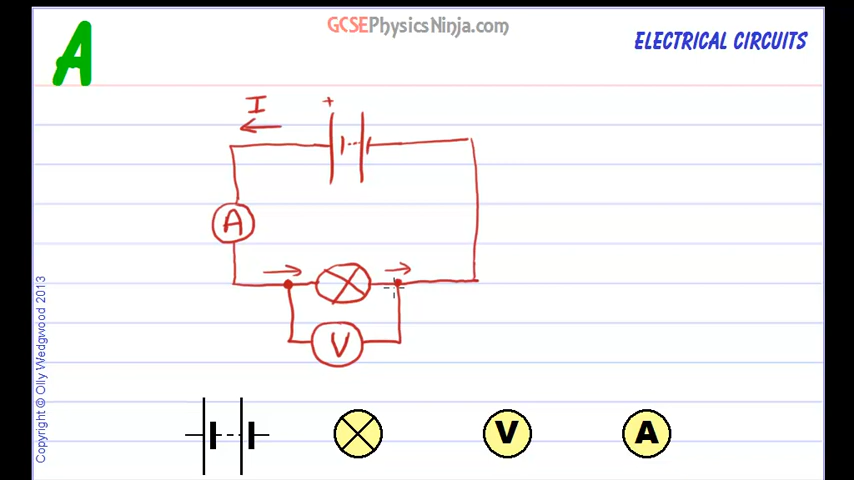 GCSEPhysicsNinja.com
A
ELECTRICAL CIRCUITS
I
+
A
V
V
A
Copyright © Olly Wedgwood 2013